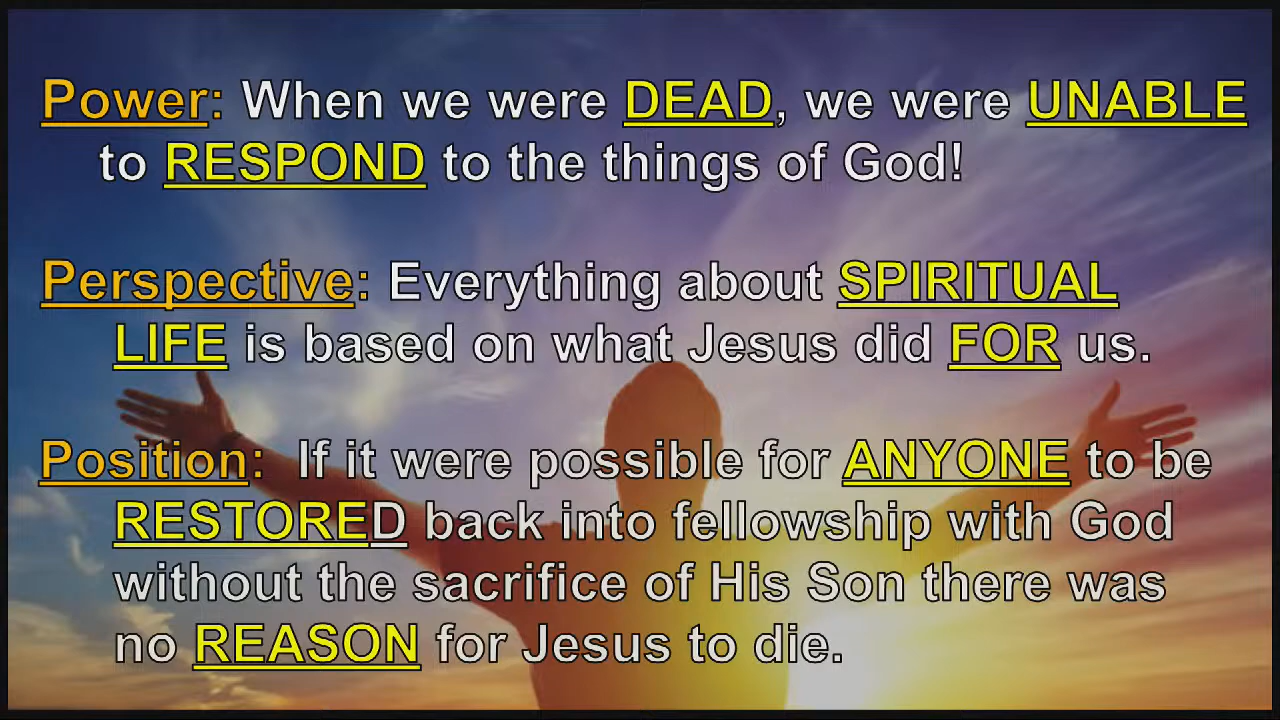 Power: When we were DEAD, we were UNABLE
to RESPOND to the things of God!
Perspective: Everything about SPIRITUAL
LIFE is based on what Jesus did FOR us.
Position: If it were possible for ANYONE to be
RESTORED back into fellowship with God
without the sacrifice of His Son there was
no REASON for Jesus to die.